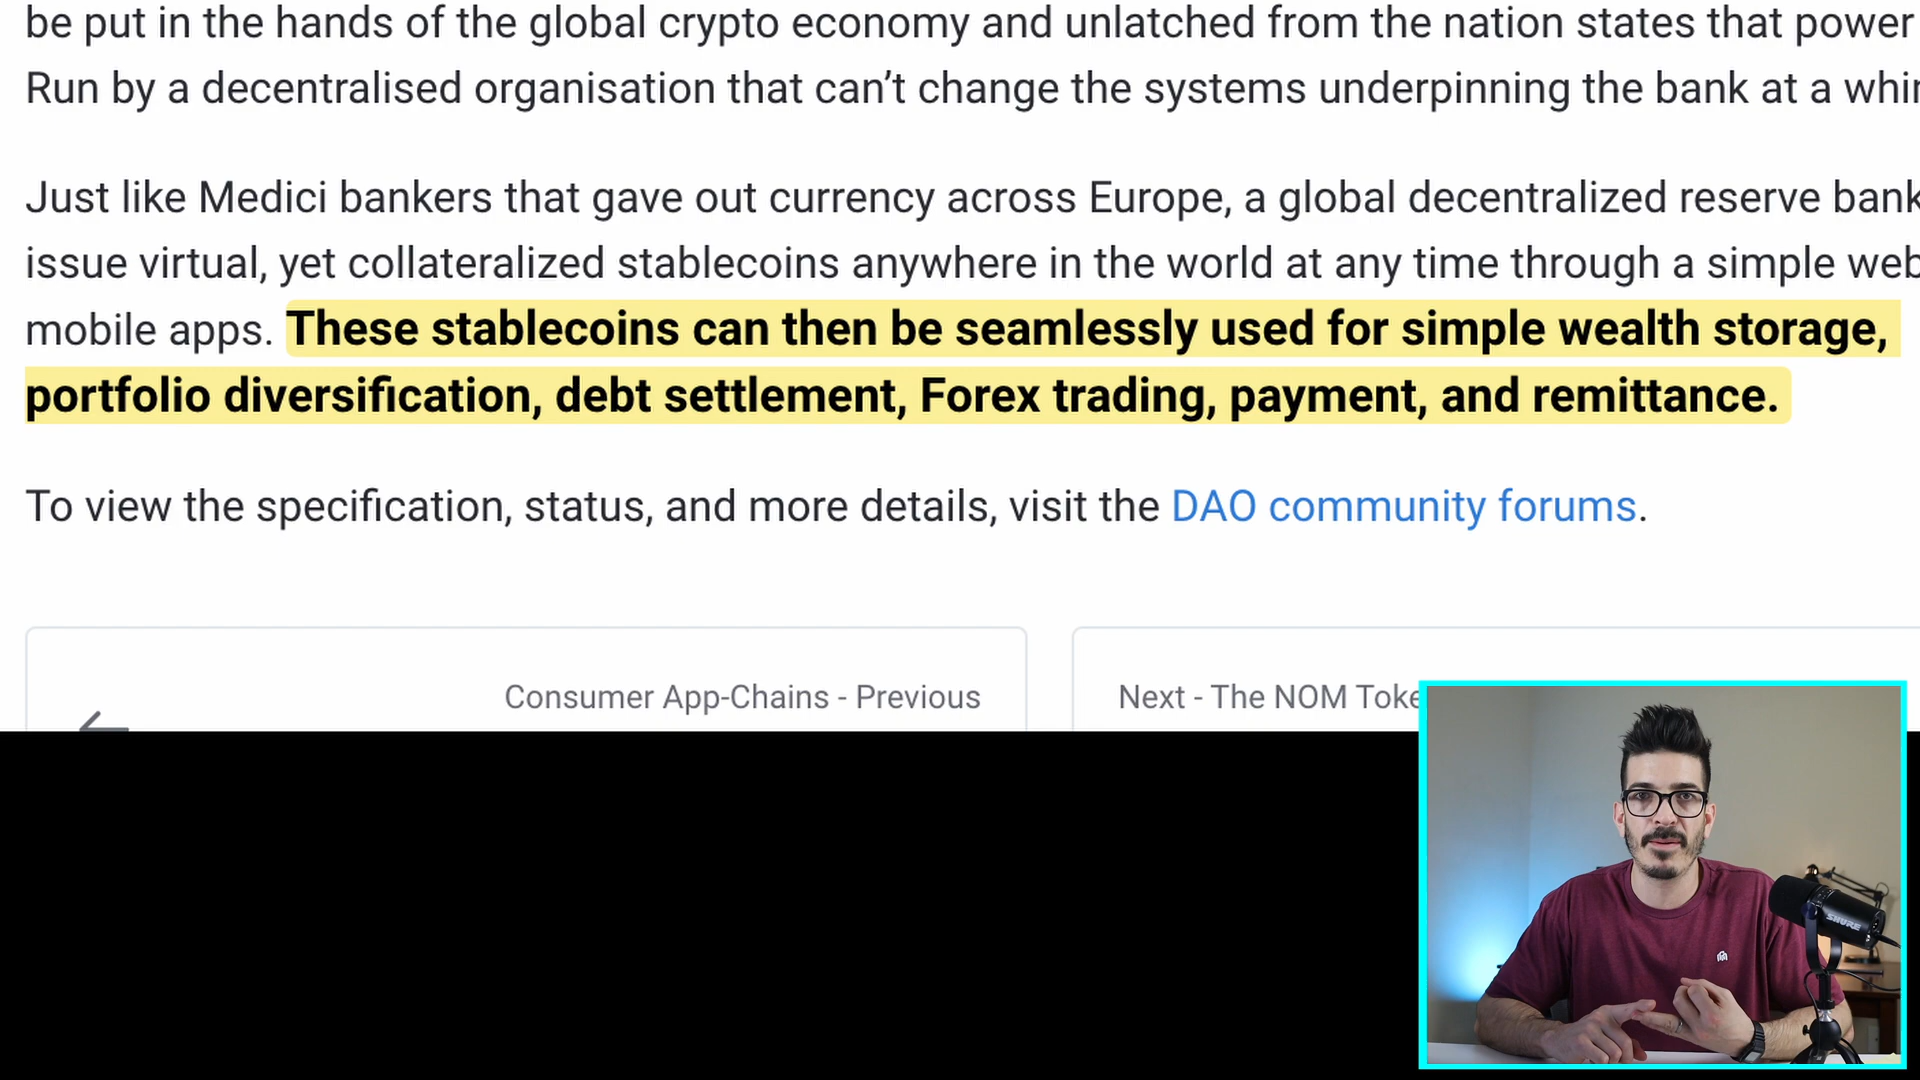 be put in the hands of the global crypto economy and unlatched from the nation states that power
Run by a decentralised organisation that can’t change the systems underpinning the bank at a
Just like Medici bankers that gave out currency across Europe, a global decentralized reserve bank
issue virtual, yet collateralized stablecoins anywhere in the world at any time through a simple web
mobile apps. These stablecoins can then be seamlessly used for simple wealth storage,
portfolio diversification, debt settlement, Forex trading, payment, and remittance.
To view the specification, status, and more details, visit the DAO community forums.
Consumer App-Chains - Previous
Next - The NOM
SHURE